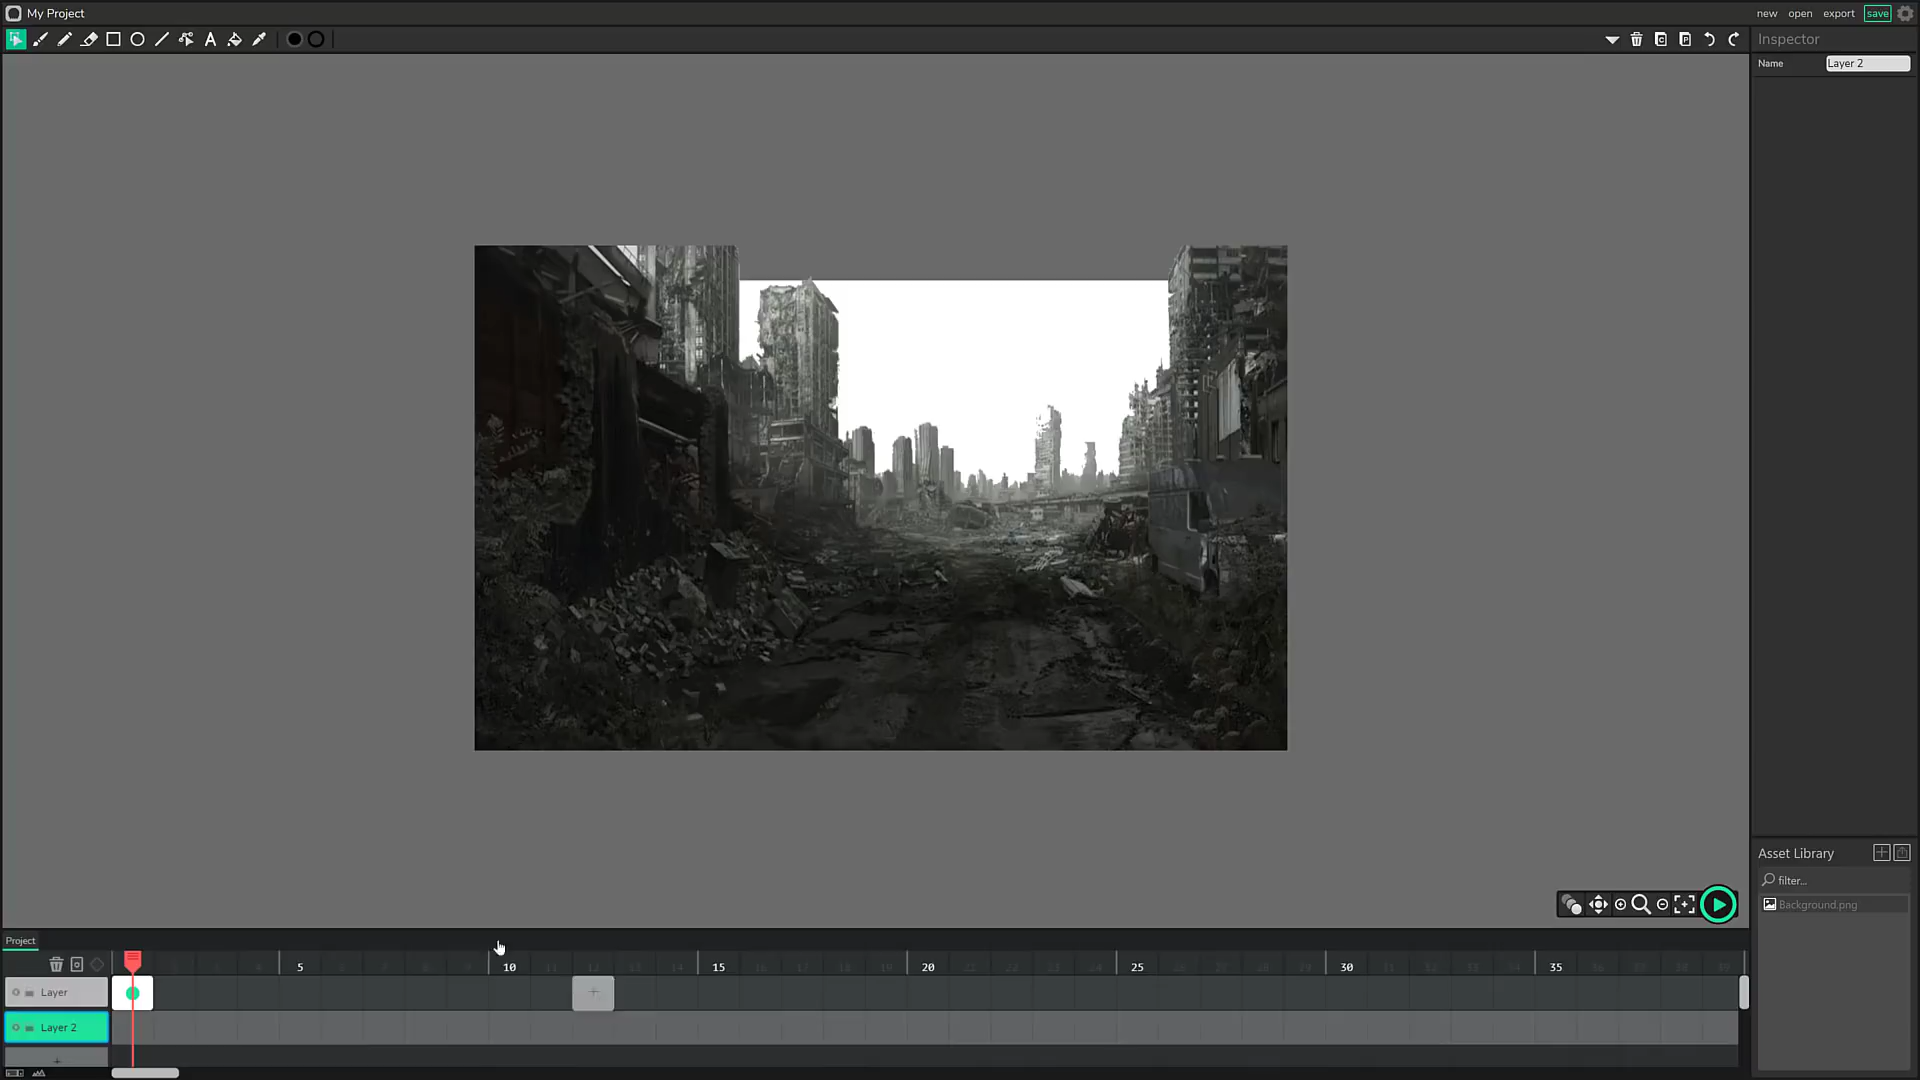 My Project
new open export save
Inspector
Name Layer 2
Asset Library
filter...
Background.png
Project
5 10 15 20 25 30 35
Layer
Layer 2